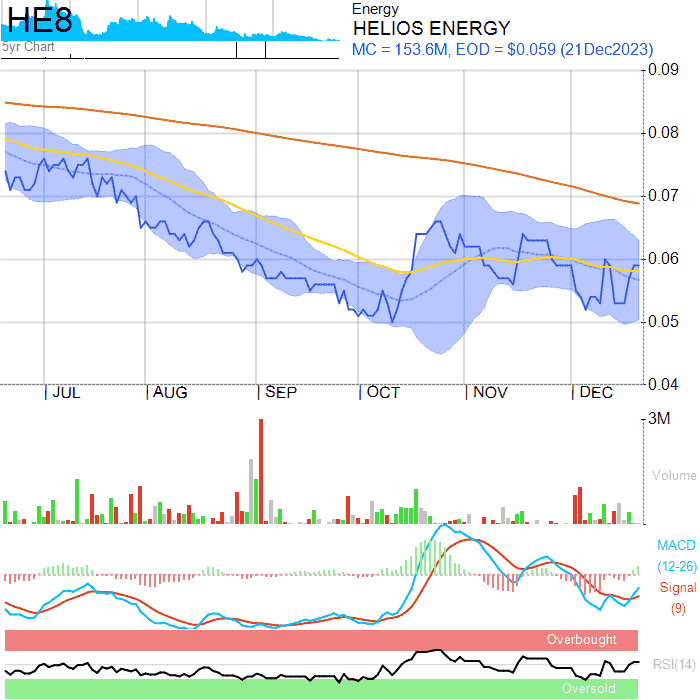 HE8
5yr Chart
Energy
HELIOS ENERGY
MC = 153.6M, EOD = $0.059 (21Dec2023)
0.09
0.08
0.07
0.06
0.05
0.04
JUL AUG SEP OCT NOV DEC
3M
Volume
MACD
(12-26)
Signal
(9)
Overbought
RSI(14)
Oversold